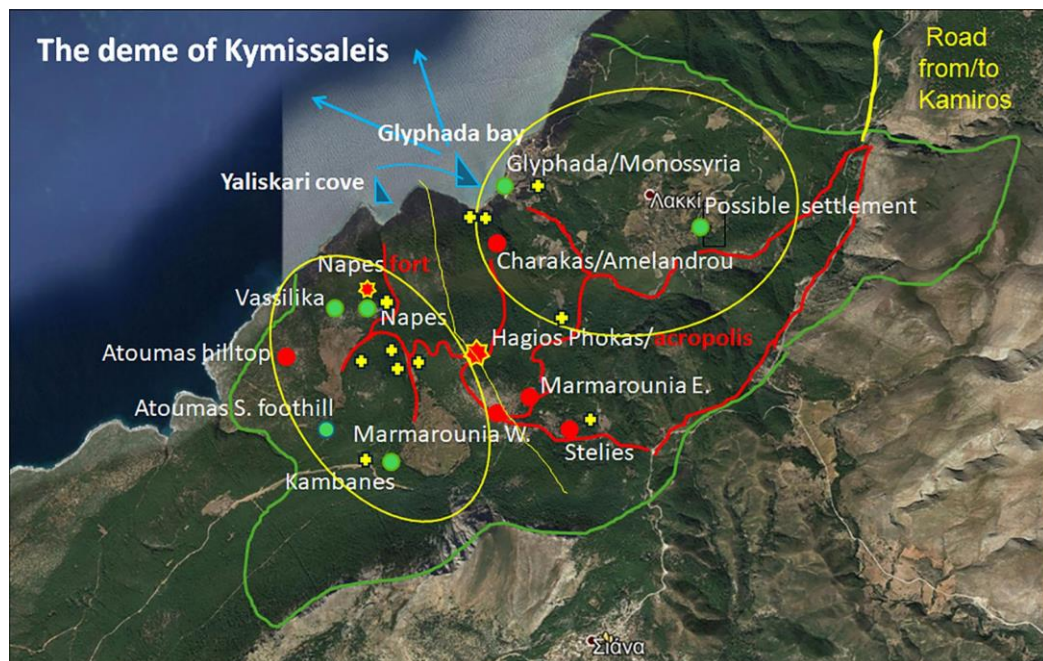 The deme of Kymissaleis
Road
from/to
Kamiros
Glyphada bay
Glyphada/Monossyria
Yaliskari cove
Λακκί
Possible settlement
Charakas/Amelandrou
Napes fort
Vassilika
Napes
Hagios Phokas/acropolis
Atoumas hilltop
Marmarounia E.
Atoumas S. foothill
Marmarounia W.
Stelies
Kambanes
Σιάνα